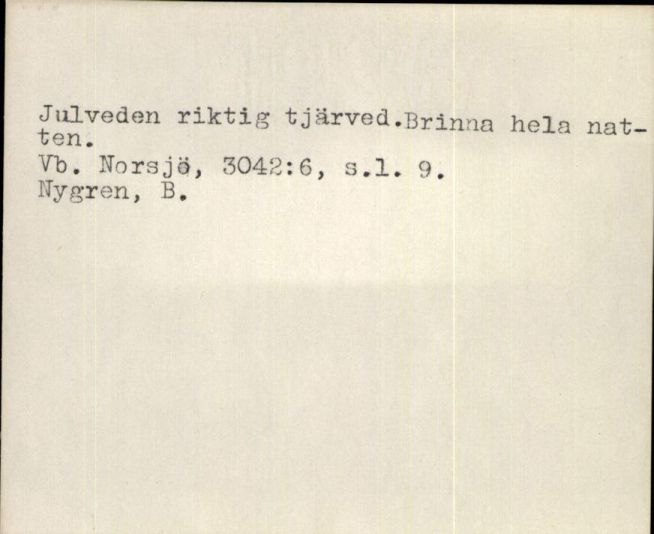 Julveden riktig tjärved.Brinna hela nat-
ten.
Vb. Norsjö, 3042:6, s.l. 9.
Nygren, B.